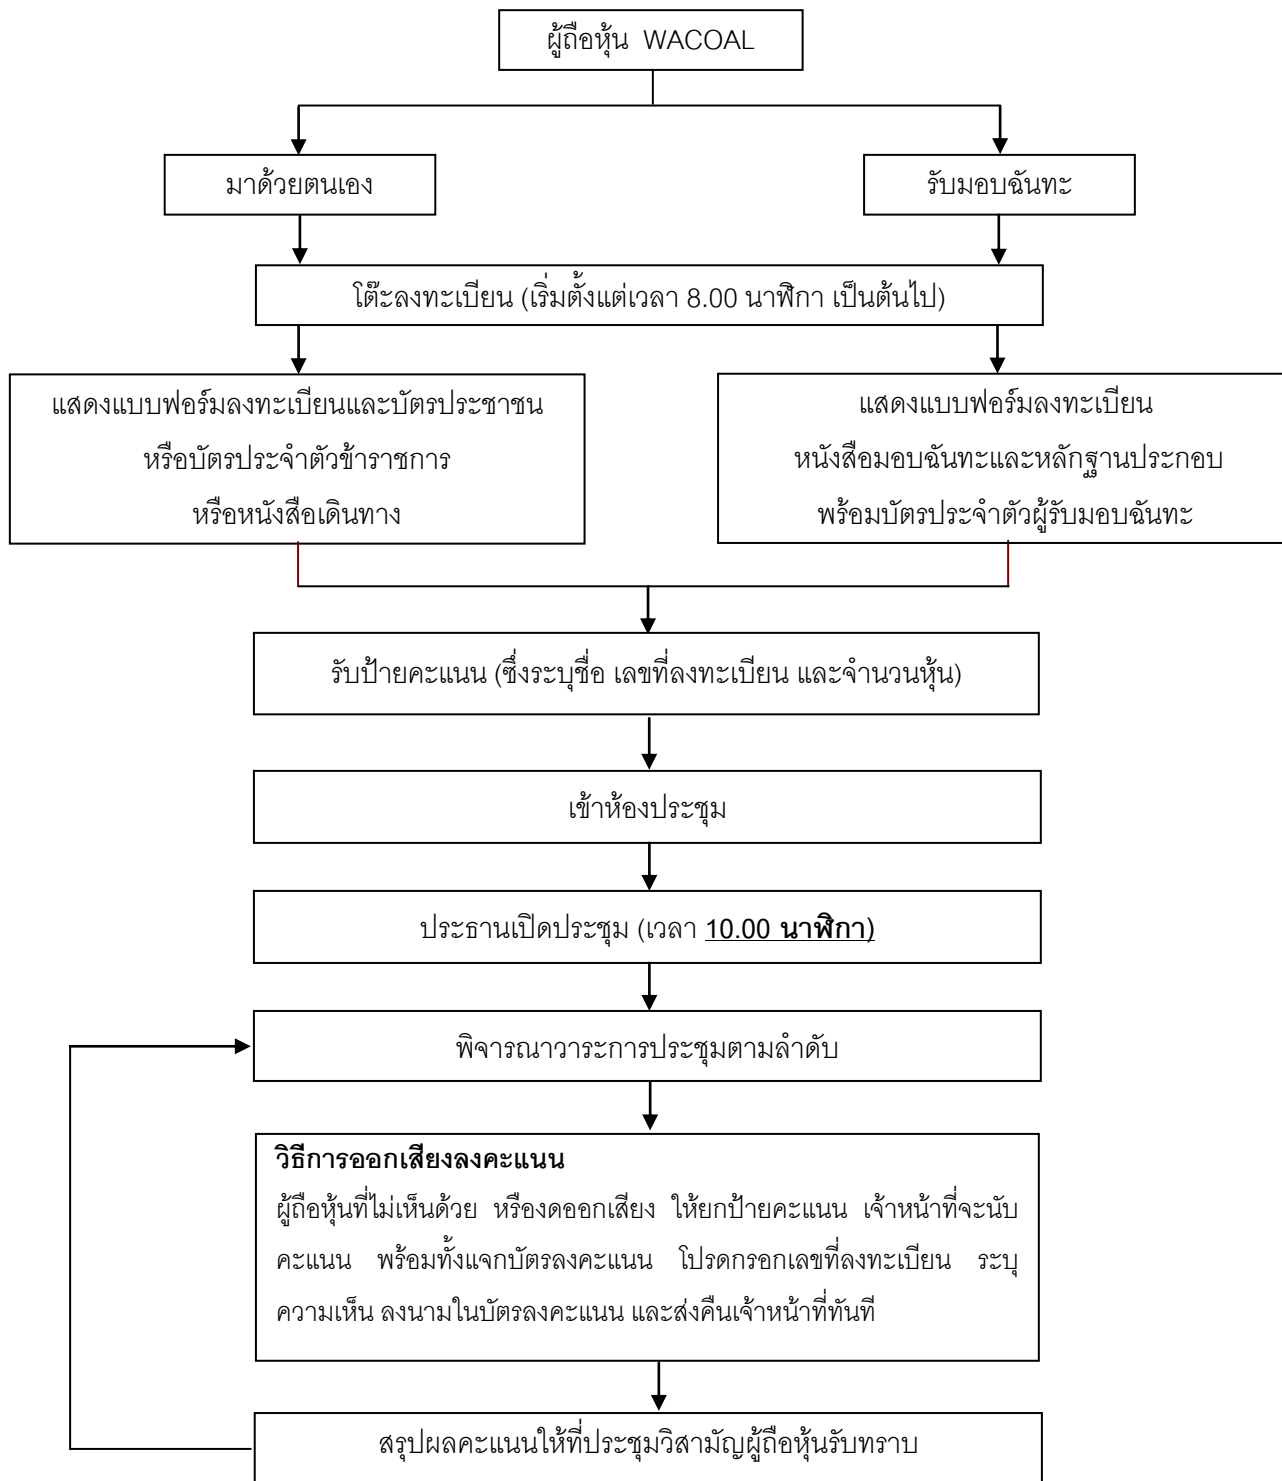 ผู้ถือหุ้น WACOAL
มาด้วยตนเอง
รับมอบฉันทะ
โต๊ะลงทะเบียน (เริ่มตั้งแต่เวลา 8.00 นาฬิกา เป็นต้นไป)
แสดงแบบฟอร์มลงทะเบียนและบัตรประชาชน
หรือบัตรประจำตัวข้าราชการ
หรือหนังสือเดินทาง
แสดงแบบฟอร์มลงทะเบียน
หนังสือมอบฉันทะและหลักฐานประกอบ
พร้อมบัตรประจำตัวผู้รับมอบฉันทะ
รับป้ายคะแนน (ซึ่งระบุชื่อ เลขที่ลงทะเบียน และจำนวนหุ้น)
เข้าห้องประชุม
ประธานเปิดประชุม (เวลา 10.00 นาฬิกา)
พิจารณาวาระการประชุมตามลำดับ
วิธีการออกเสียงลงคะแนน
ผู้ถือหุ้นที่ไม่เห็นด้วย หรืองดออกเสียง ให้ยกป้ายคะแนน เจ้าหน้าที่จะนับ
คะแนน พร้อมทั้งแจกบัตรลงคะแนน โปรดกรอกเลขที่ลงทะเบียน ระบุ
ความเห็น ลงนามในบัตรลงคะแนน และส่งคืนเจ้าหน้าที่ทันที
สรุปผลคะแนนให้ที่ประชุมวิสามัญผู้ถือหุ้นรับทราบ